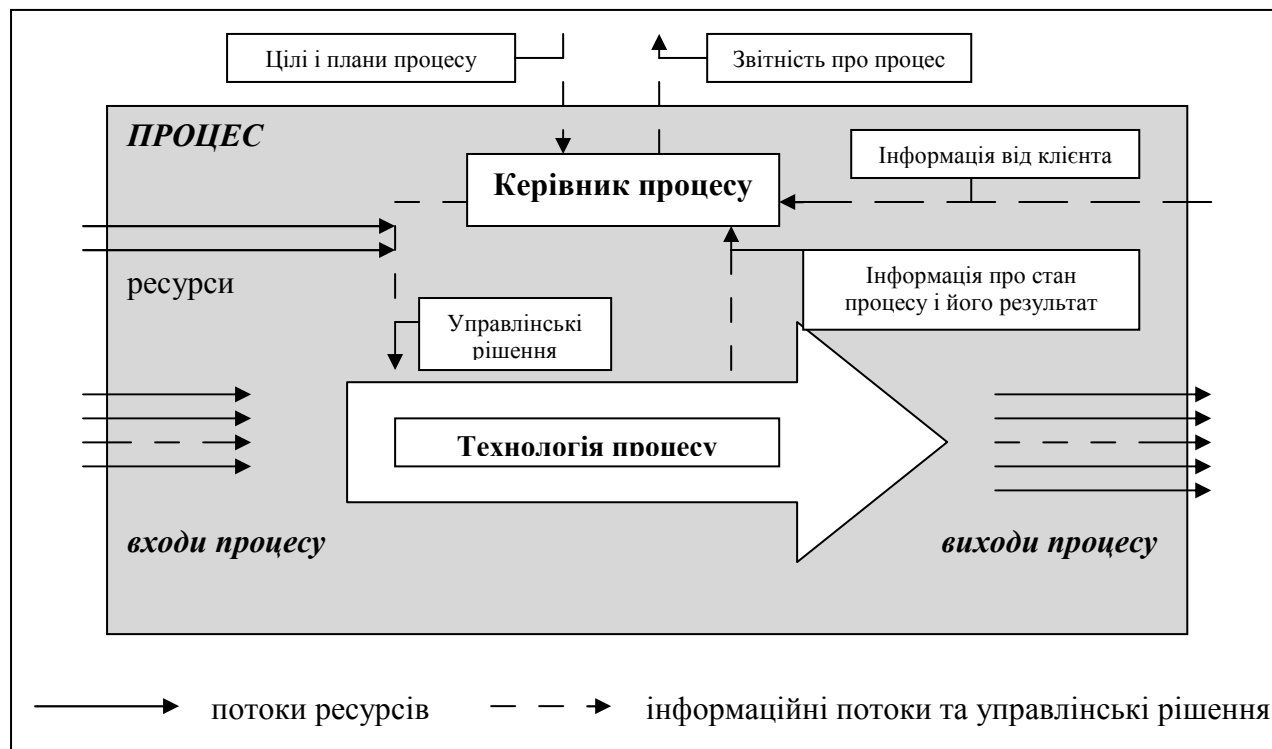 Цілі і плани процесу
Звітність про процес
ПРОЦЕС
Інформація від клієнта
Керівник процесу
ресурси
Інформація про стан
процесу і його результат
Управлінські
рішення
Технологія процесу
входи процесу
виходи процесу
потоки ресурсів
інформаційні потоки та управлінські рішення